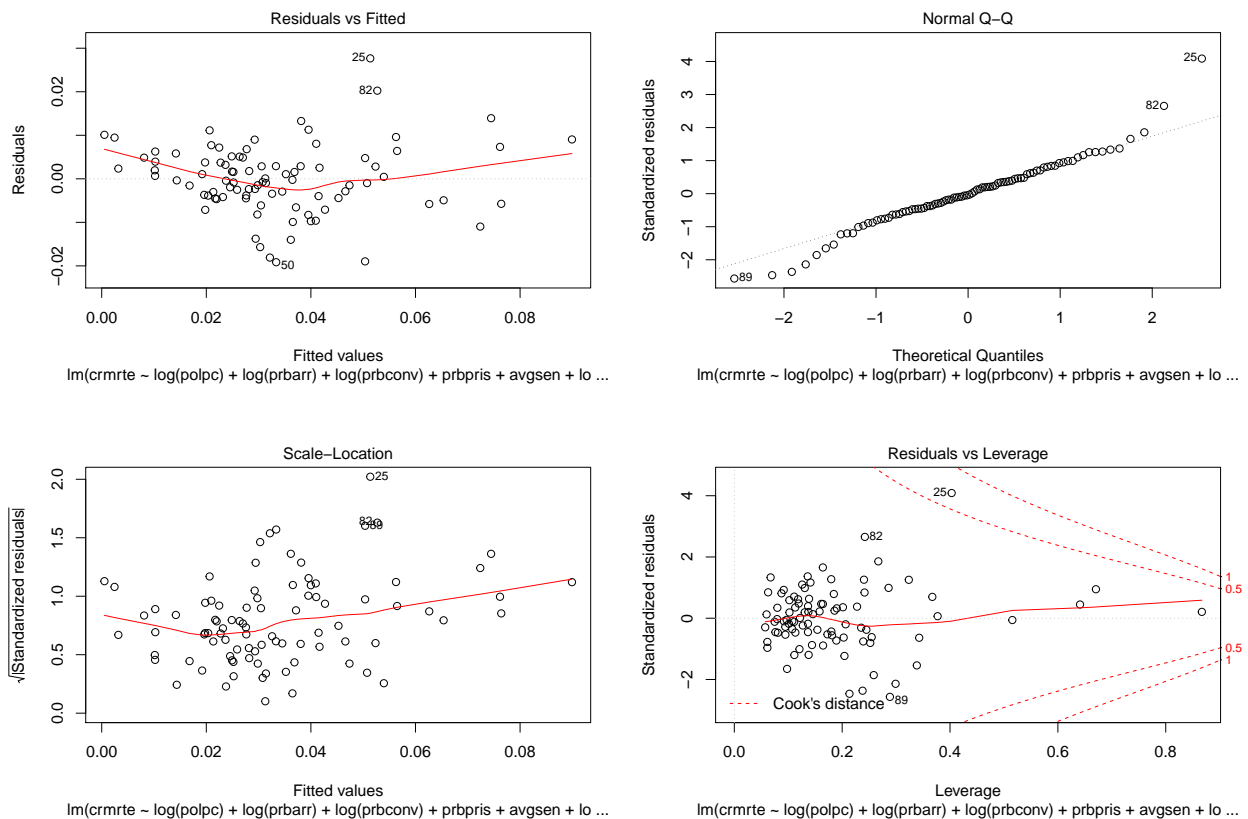 Residuals vs Fitted
Residuals
0.02
0.00
−0.02
25
82
50
0.00 0.02 0.04 0.06 0.08
Fitted values
lm(crmrte ~ log(polpc) + log(prbarr) + log(prbconv) + prbpris + avgsen + lo ...
Normal Q−Q
Standardized residuals
4
3
2
1
0
−1
−2
25
82
89
−2 −1 0 1 2
Theoretical Quantiles
lm(crmrte ~ log(polpc) + log(prbarr) + log(prbconv) + prbpris + avgsen + lo ...
Scale−Location
√|Standardized residuals|
2.0
1.5
1.0
0.5
0.0
25
82
89
0.00 0.02 0.04 0.06 0.08
Fitted values
lm(crmrte ~ log(polpc) + log(prbarr) + log(prbconv) + prbpris + avgsen + lo ...
Residuals vs Leverage
Standardized residuals
4
2
0
−2
25
82
89
1
0.5
0.5
1
Cook's distance
0.0 0.2 0.4 0.6 0.8
Leverage
lm(crmrte ~ log(polpc) + log(prbarr) + log(prbconv) + prbpris + avgsen + lo ...